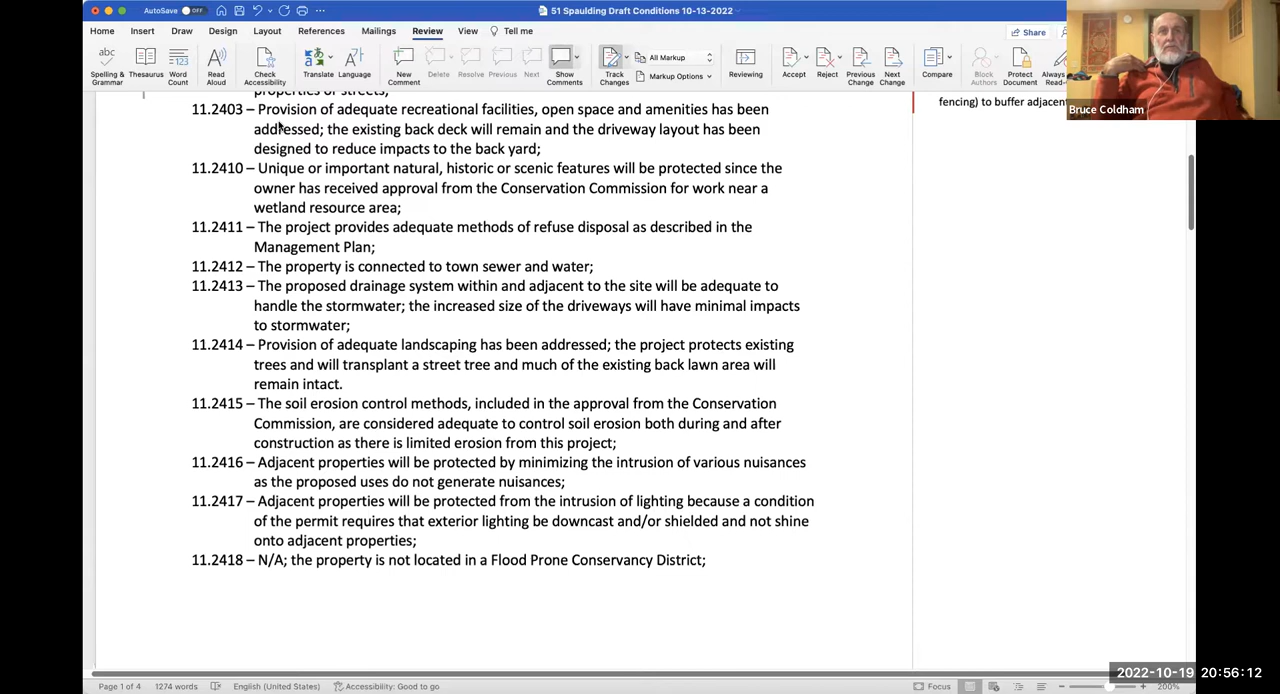 AutoSave OFF 51 Spaulding Draft Conditions 10-13-2022
Home Insert Draw Design Layout References Mailings Review View Tell me Share
abc 123 A
Spelling & Grammar Thesaurus Word Count Read Aloud Check Accessibility Translate Language New Comment Delete Resolve Previous Next Show Comments Track Changes All Markup Markup Options Reviewing Accept Reject Previous Change Next Change Compare Block Authors Protect Document Always Read-
Bruce Coldham
properties or streets;
fencing) to buffer adjacent
11.2403 – Provision of adequate recreational facilities, open space and amenities has been
addressed; the existing back deck will remain and the driveway layout has been
designed to reduce impacts to the back yard;
11.2410 – Unique or important natural, historic or scenic features will be protected since the
owner has received approval from the Conservation Commission for work near a
wetland resource area;
11.2411 – The project provides adequate methods of refuse disposal as described in the
Management Plan;
11.2412 – The property is connected to town sewer and water;
11.2413 – The proposed drainage system within and adjacent to the site will be adequate to
handle the stormwater; the increased size of the driveways will have minimal impacts
to stormwater;
11.2414 – Provision of adequate landscaping has been addressed; the project protects existing
trees and will transplant a street tree and much of the existing back lawn area will
remain intact.
11.2415 – The soil erosion control methods, included in the approval from the Conservation
Commission, are considered adequate to control soil erosion both during and after
construction as there is limited erosion from this project;
11.2416 – Adjacent properties will be protected by minimizing the intrusion of various nuisances
as the proposed uses do not generate nuisances;
11.2417 – Adjacent properties will be protected from the intrusion of lighting because a condition
of the permit requires that exterior lighting be downcast and/or shielded and not shine
onto adjacent properties;
11.2418 – N/A; the property is not located in a Flood Prone Conservancy District;
2022-10-19 20:56:12
Page 1 of 4 1274 words English (United States) Accessibility: Good to go Focus 200%